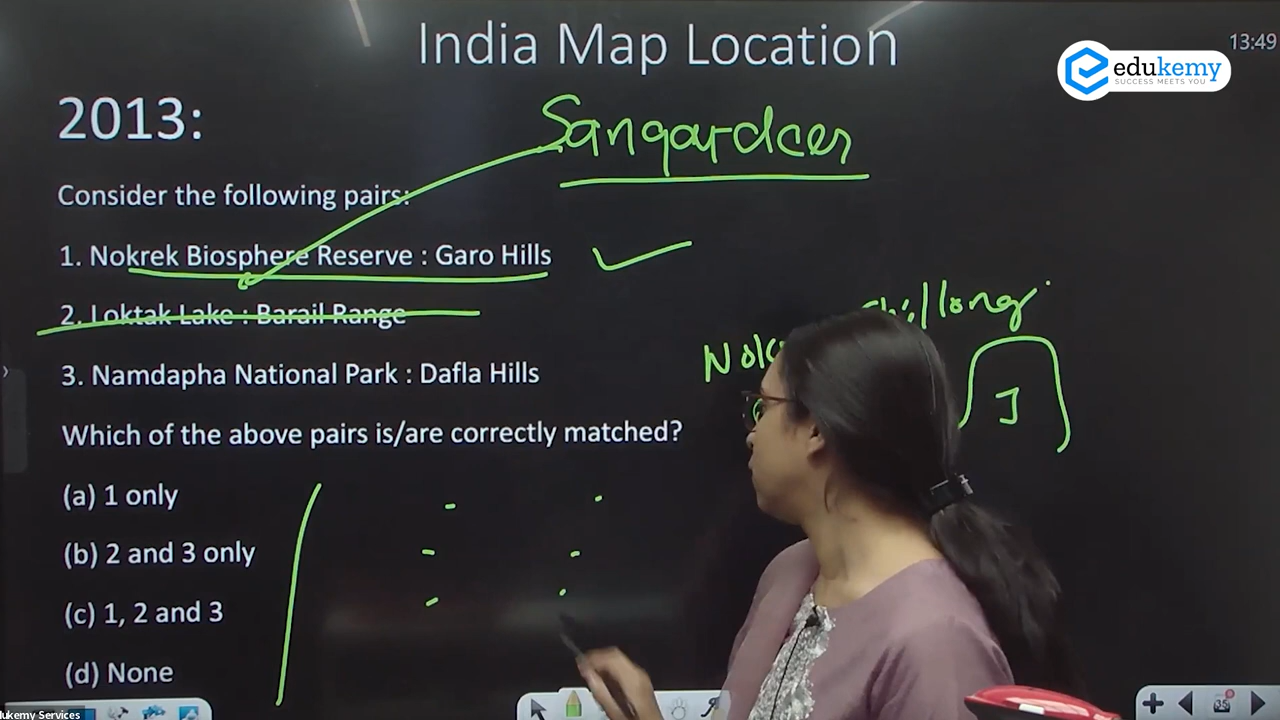 India Map Location
13:49
edukemy
SUCCESS MEETS YOU
2013:
Sangardeer
Consider the following pairs:
1. Nokrek Biosphere Reserve : Garo Hills
2. Loktak Lake : Barail Range
Shillong
3. Namdapha National Park : Dafla Hills
Which of the above pairs is/are correctly matched?
J
(a) 1 only
(b) 2 and 3 only
(c) 1, 2 and 3
(d) None
dukemy Services